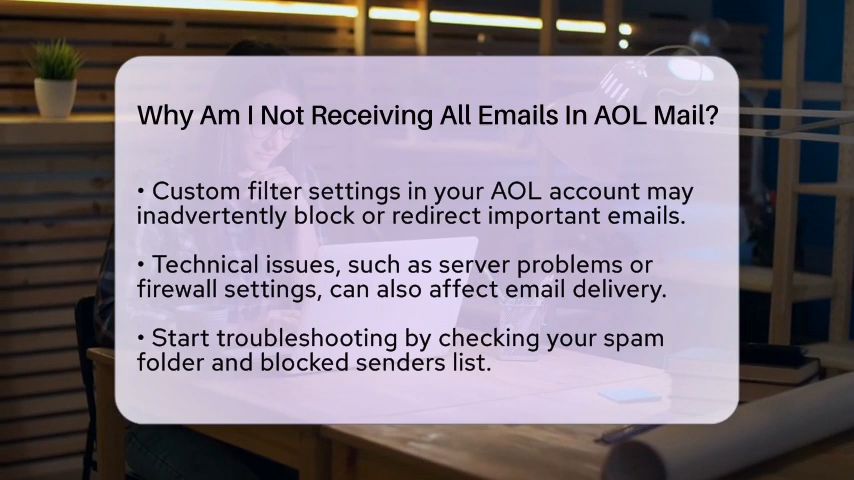 Why Am I Not Receiving All Emails In AOL Mail?
• Custom filter settings in your AOL account may
inadvertently block or redirect important emails.
• Technical issues, such as server problems or
firewall settings, can also affect email delivery.
• Start troubleshooting by checking your spam
folder and blocked senders list.